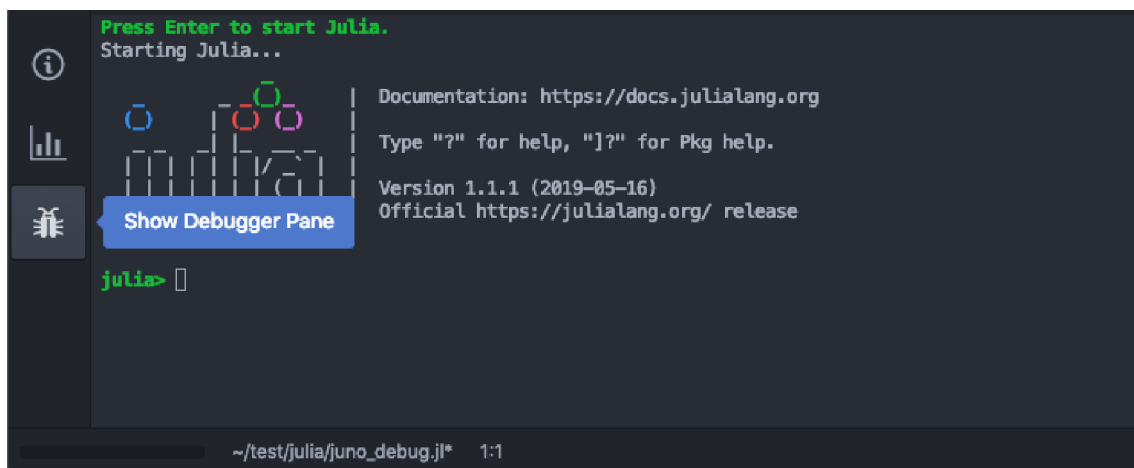 Press Enter to start Julia.
Starting Julia...
Documentation: https://docs.julialang.org
Type "?" for help, "]?" for Pkg help.
Version 1.1.1 (2019-05-16)
Official https://julialang.org/ release
Show Debugger Pane
julia>
~/test/julia/juno_debug.jl* 1:1